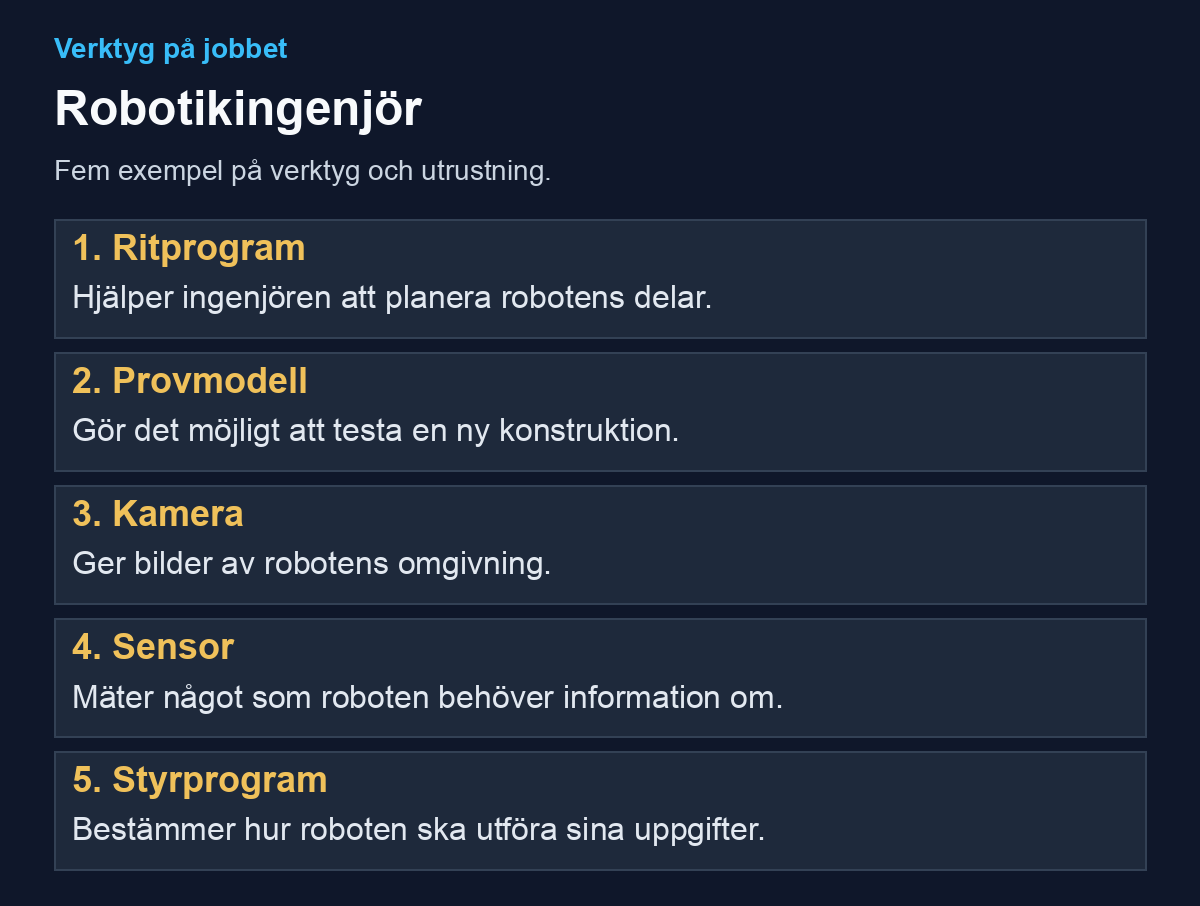 Verktyg på jobbet
Robotikingenjör
Fem exempel på verktyg och utrustning.
1. Ritprogram
Hjälper ingenjören att planera robotens delar.
2. Provmodell
Gör det möjligt att testa en ny konstruktion.
3. Kamera
Ger bilder av robotens omgivning.
4. Sensor
Mäter något som roboten behöver information om.
5. Styrprogram
Bestämmer hur roboten ska utföra sina uppgifter.